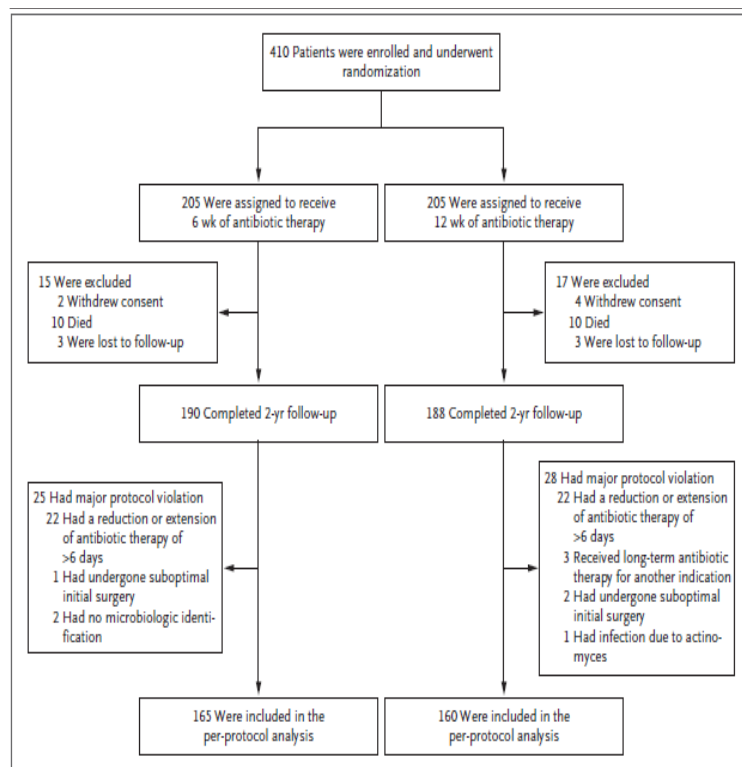 410 Patients were enrolled and underwent
randomization
205 Were assigned to receive
6 wk of antibiotic therapy
205 Were assigned to receive
12 wk of antibiotic therapy
15 Were excluded
2 Withdrew consent
10 Died
3 Were lost to follow-up
17 Were excluded
4 Withdrew consent
10 Died
3 Were lost to follow-up
190 Completed 2-yr follow-up
188 Completed 2-yr follow-up
25 Had major protocol violation
22 Had a reduction or extension
of antibiotic therapy of
>6 days
1 Had undergone suboptimal
initial surgery
2 Had no microbiologic identi-
fication
28 Had major protocol violation
22 Had a reduction or extension
of antibiotic therapy of
>6 days
3 Received long-term antibiotic
therapy for another indication
2 Had undergone suboptimal
initial surgery
1 Had infection due to actino-
myces
165 Were included in the
per-protocol analysis
160 Were included in the
per-protocol analysis